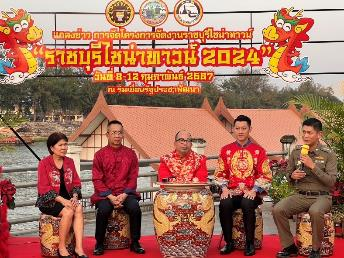 แถลงข่าว การจัดโครงการจัดงานราชบุรีไชน่าทาวน์
"ราชบุรีไชน่าทาวน์ 2024"
วันที่ 8-12 กุมภาพันธ์ 2567
ณ ริมเขื่อนรัฐประชาพัฒนา